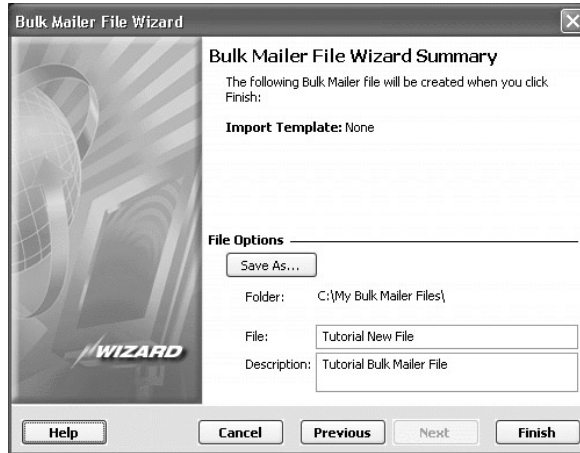 Bulk Mailer File Wizard
Bulk Mailer File Wizard Summary
The following Bulk Mailer file will be created when you click
Finish:
Import Template: None
File Options
Save As...
Folder: C:\My Bulk Mailer Files\
File: Tutorial New File
Description: Tutorial Bulk Mailer File
WIZARD
Help Cancel Previous Next Finish